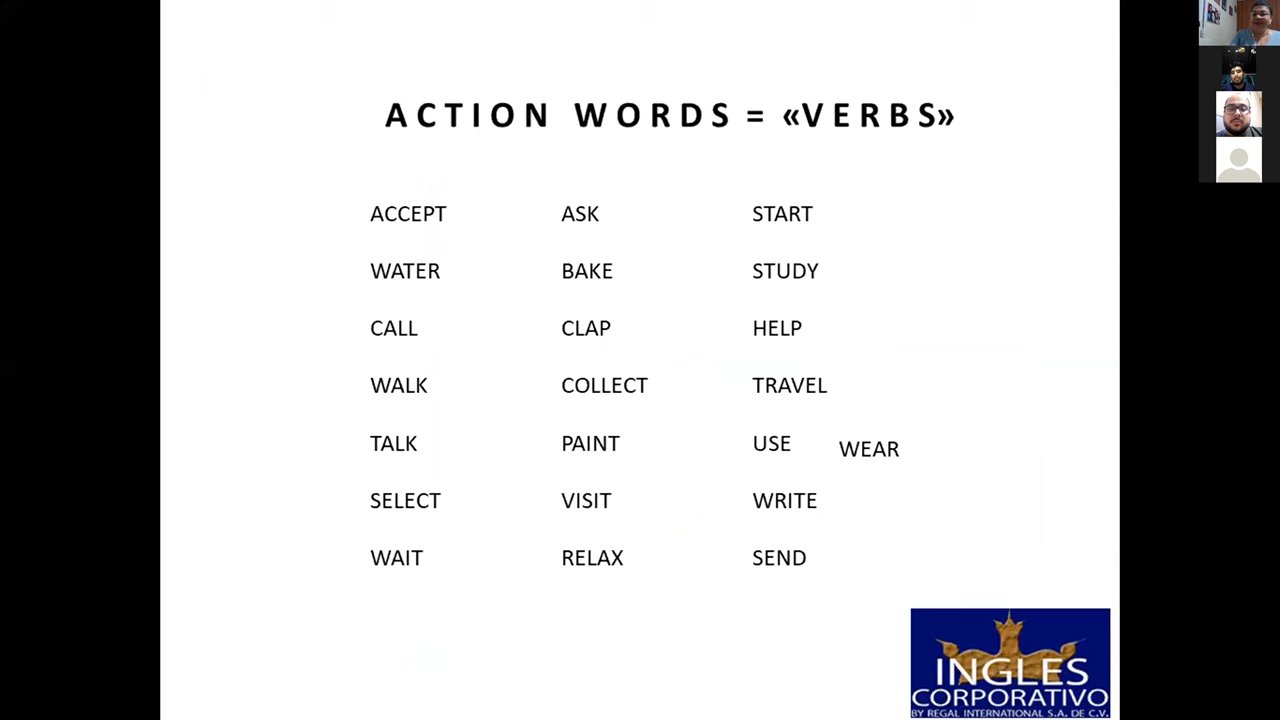 ACTION WORDS = «VERBS»
ACCEPT ASK START
WATER BAKE STUDY
CALL CLAP HELP
WALK COLLECT TRAVEL
TALK PAINT USE WEAR
SELECT VISIT WRITE
WAIT RELAX SEND
INGLES
CORPORATIVO
BY REGAL INTERNATIONAL S.A. DE C.V.